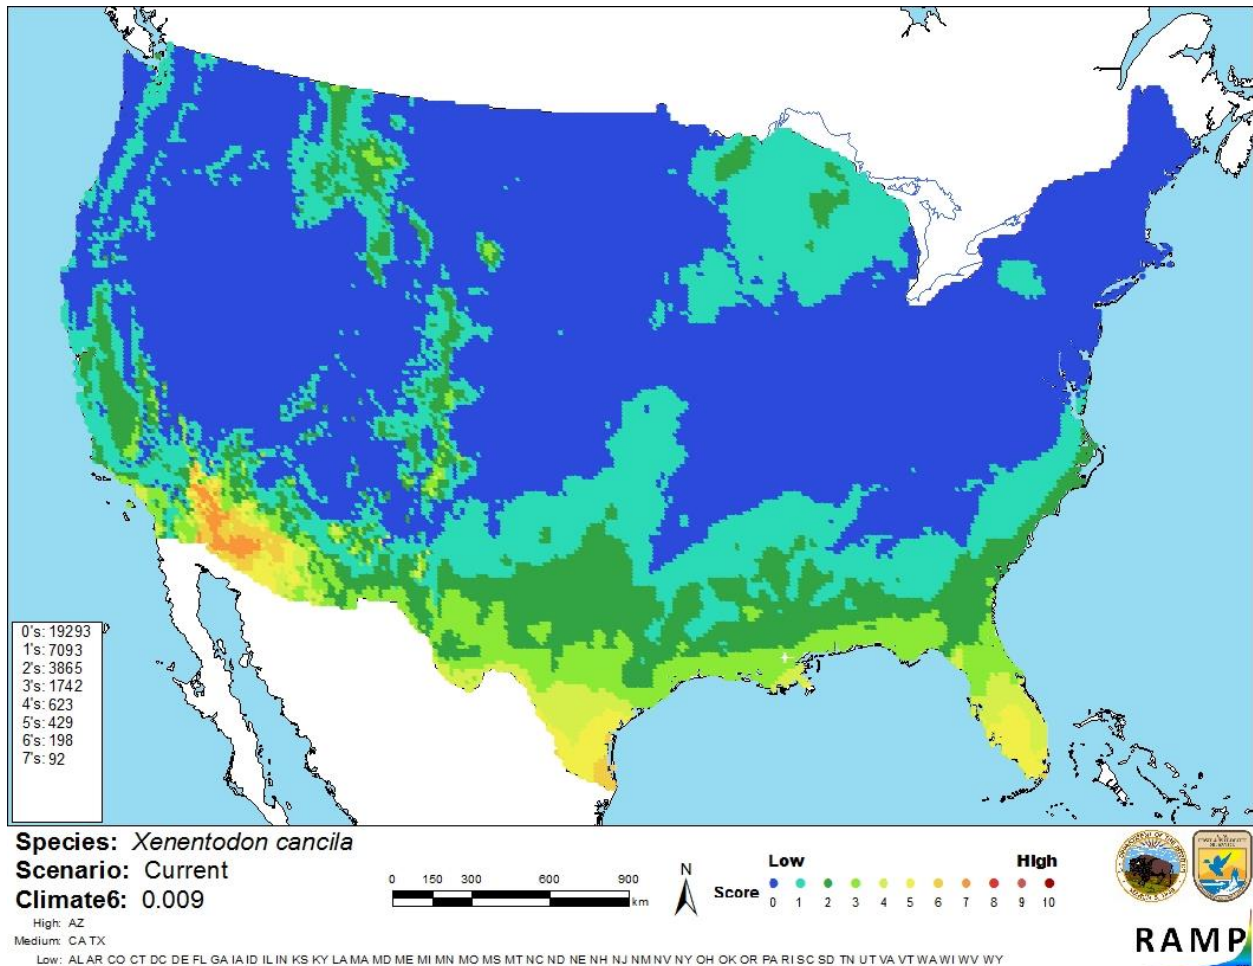 0's: 19293
1's: 7093
2's: 3865
3's: 1742
4's: 623
5's: 429
6's: 198
7's: 92
Species: Xenentodon cancila
Scenario: Current
Climate6: 0.009
High: AZ
Medium: CA TX
Low: AL AR CO CT DC DE FL GA IA ID IL IN KS KY LA MA MD ME MI MN MO MS MT NC ND NE NH NJ NM NV NY OH OK OR PA RI SC SD TN UT VA VT WA WI WV WY
0 150 300 600 900
km
N
Low High
Score
0 1 2 3 4 5 6 7 8 9 10
RAMP